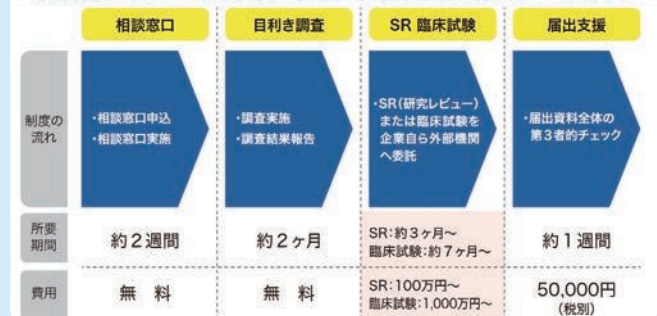 相談窓口
目利き調査
SR 臨床試験
届出支援
制度の
流れ
・相談窓口申込
・相談窓口実施
・調査実施
・調査結果報告
・SR(研究レビュー)
または臨床試験を
企業自ら外部機関
へ委託
・届出資料全体の
第3者的チェック
所要
期間
約2週間
約2ヶ月
SR:約3ヶ月~
臨床試験:約7ヶ月~
約1週間
費用
無 料
無 料
SR:100万円~
臨床試験:1,000万円~
50,000円
(税別)